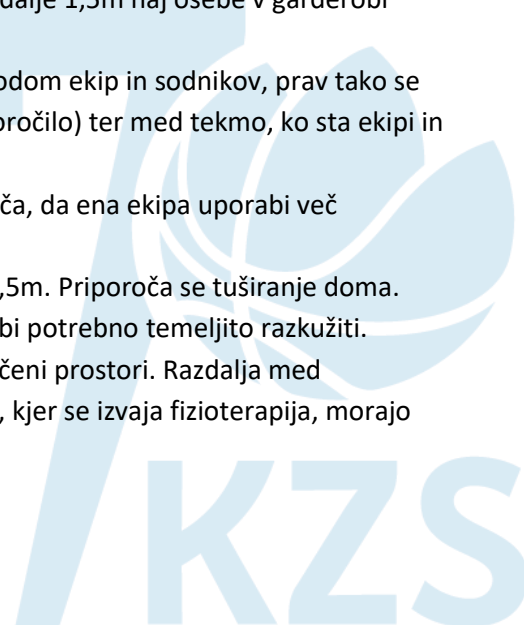 dalje 1,5m naj osebe v garderobi
odom ekip in sodnikov, prav tako se
oročilo) ter med tekmo, ko sta ekipi in
ča, da ena ekipa uporabi več
,5m. Priporoča se tuširanje doma.
bi potrebno temeljito razkužiti.
čeni prostori. Razdalja med
, kjer se izvaja fizioterapija, morajo
KZS